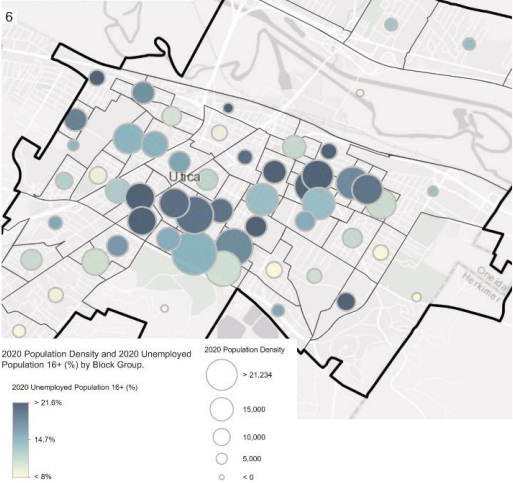 6
Utica
Oneida
Herkimer
2020 Population Density and 2020 Unemployed
Population 16+ (%) by Block Group.
2020 Unemployed Population 16+ (%)
> 21.6%
14.7%
< 8%
2020 Population Density
> 21,234
15,000
10,000
5,000
< 0